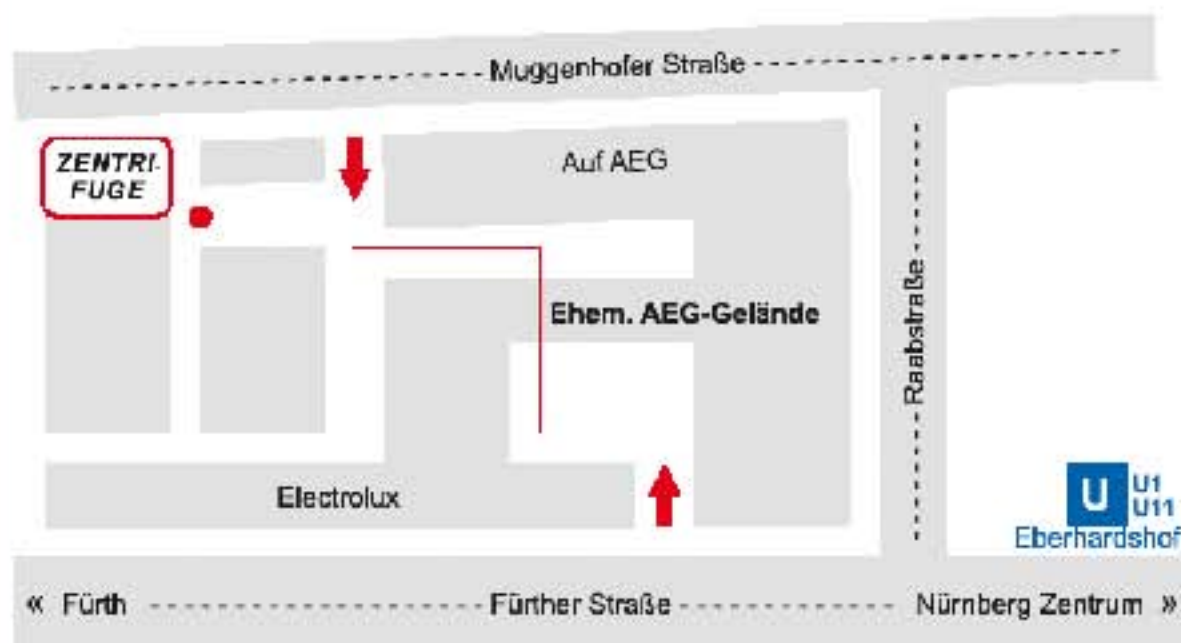 Muggenhofer Straße
ZENTRI-
FUGE
Auf AEG
Ehem. AEG-Gelände
Raabstraße
Electrolux
U
U1
U11
Eberhardshof
« Fürth
Fürther Straße
Nürnberg Zentrum »